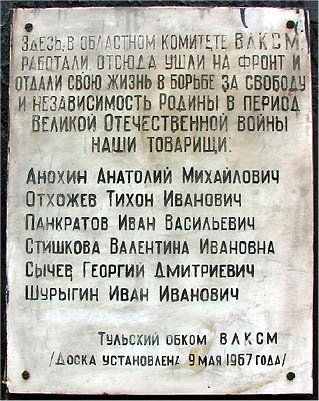 Здесь, в областном комитете ВЛКСМ,
работали, отсюда ушли на фронт и
отдали свою жизнь в борьбе за свободу
и независимость Родины в период
Великой Отечественной войны
наши товарищи:
Анохин Анатолий Михайлович
Отхожев Тихон Иванович
Панкратов Иван Васильевич
Стишкова Валентина Ивановна
Сычев Георгий Дмитриевич
Шурыгин Иван Иванович
Тульский обком ВЛКСМ
/Доска установлена 9 мая 1967 года/